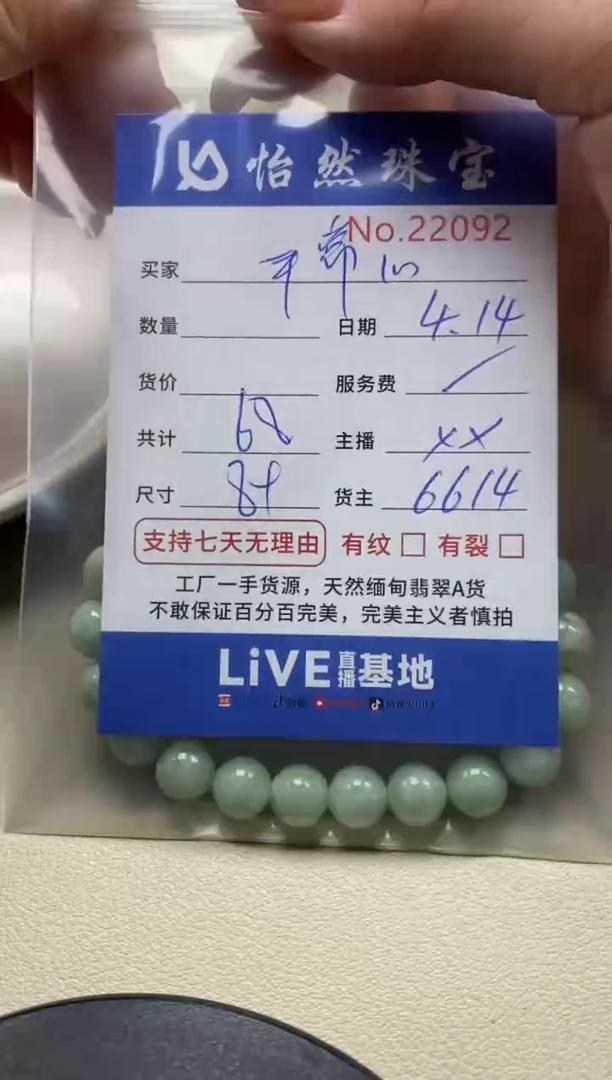 怡然珠宝
No.22092
买家 平常心
数量 日期 4.14
货价 服务费 /
共计 68 主播 xx
尺寸 8+ 货主 6614
支持七天无理由 有纹 □ 有裂 □
工厂一手货源，天然缅甸翡翠A货
不敢保证百分百完美，完美主义者慎拍
LiVE直播基地